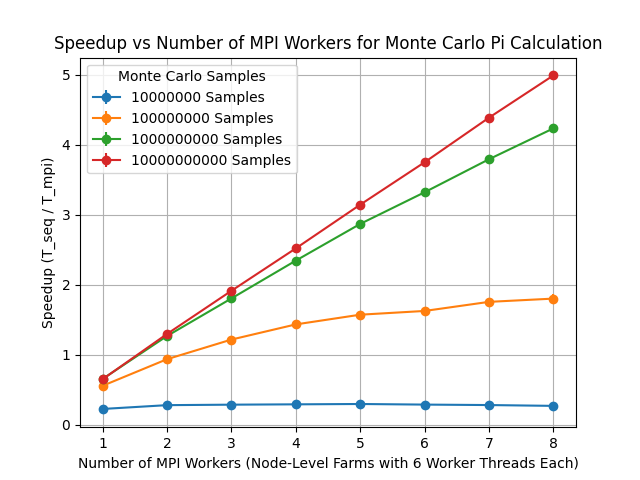 Speedup vs Number of MPI Workers for Monte Carlo Pi Calculation
Monte Carlo Samples
10000000 Samples
100000000 Samples
1000000000 Samples
10000000000 Samples
Speedup (T_seq / T_mpi)
5
4
3
2
1
0
1 2 3 4 5 6 7 8
Number of MPI Workers (Node-Level Farms with 6 Worker Threads Each)